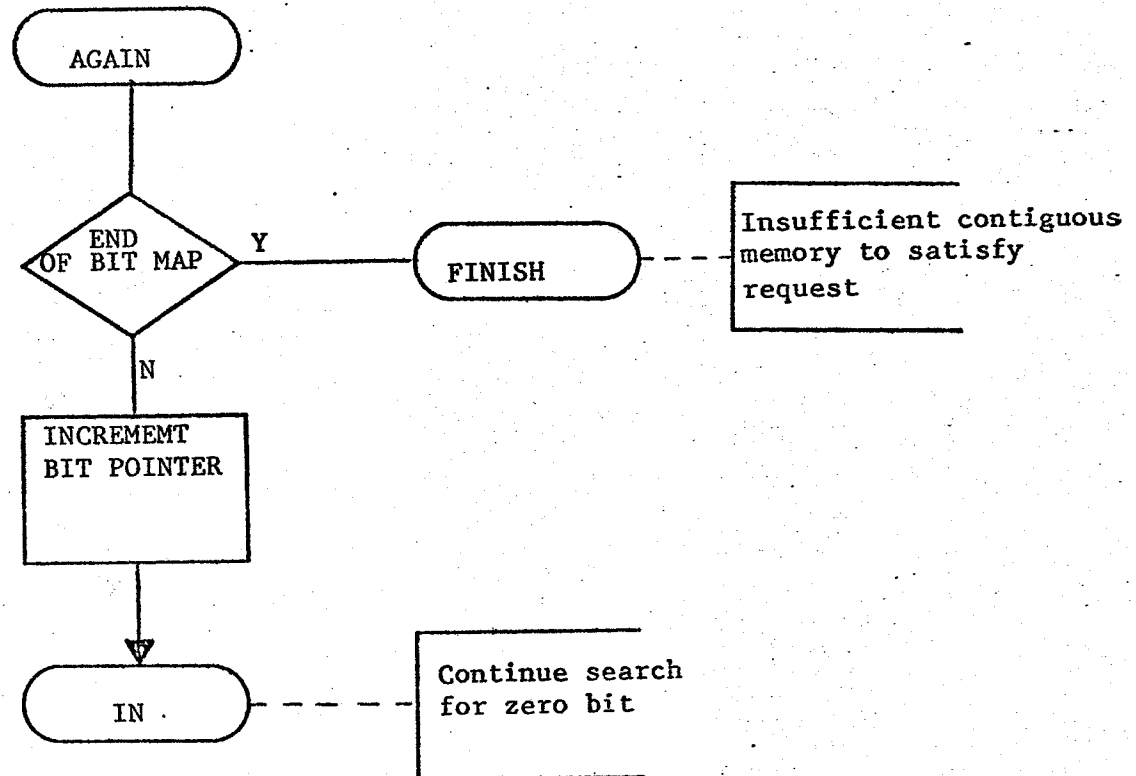 AGAIN
END
OF BIT MAP
Y
FINISH
Insufficient contiguous
memory to satisfy
request
N
INCREMEMT
BIT POINTER
IN
Continue search
for zero bit